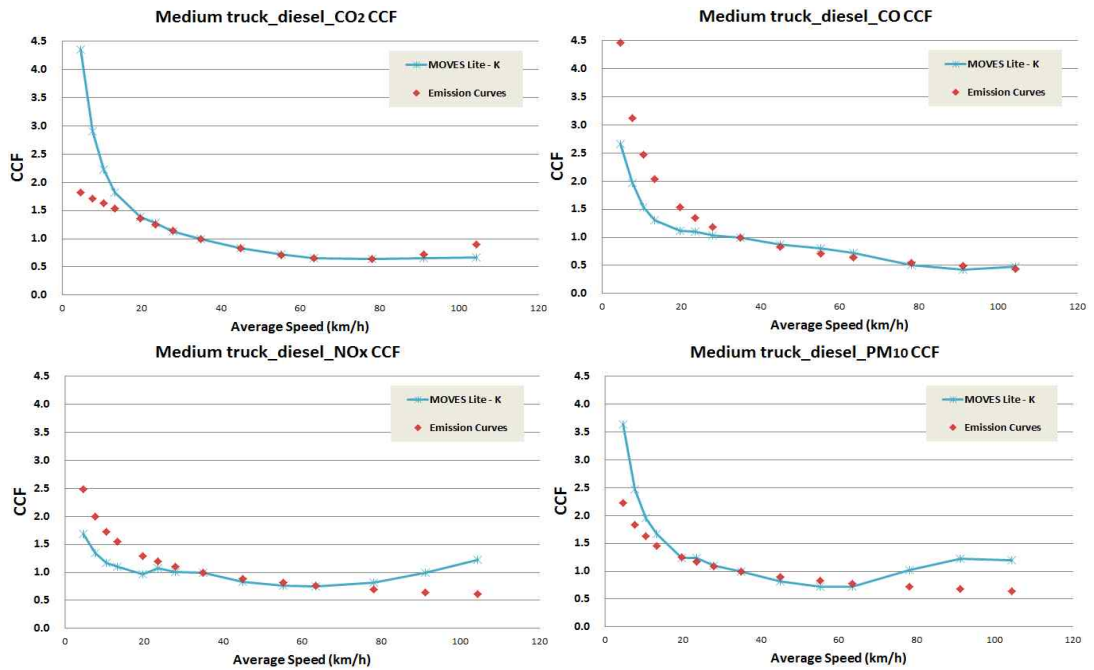 Medium truck_diesel_CO2 CCF
4.5
4.0
3.5
3.0
2.5
2.0
1.5
1.0
0.5
0.0
CCF
MOVES Lite - K
Emission Curves
0 20 40 60 80 100 120
Average Speed (km/h)
Medium truck_diesel_CO CCF
4.5
4.0
3.5
3.0
2.5
2.0
1.5
1.0
0.5
0.0
CCF
MOVES Lite - K
Emission Curves
0 20 40 60 80 100 120
Average Speed (km/h)
Medium truck_diesel_NOx CCF
4.5
4.0
3.5
3.0
2.5
2.0
1.5
1.0
0.5
0.0
CCF
MOVES Lite - K
Emission Curves
0 20 40 60 80 100 120
Average Speed (km/h)
Medium truck_diesel_PM10 CCF
4.5
4.0
3.5
3.0
2.5
2.0
1.5
1.0
0.5
0.0
CCF
MOVES Lite - K
Emission Curves
0 20 40 60 80 100 120
Average Speed (km/h)